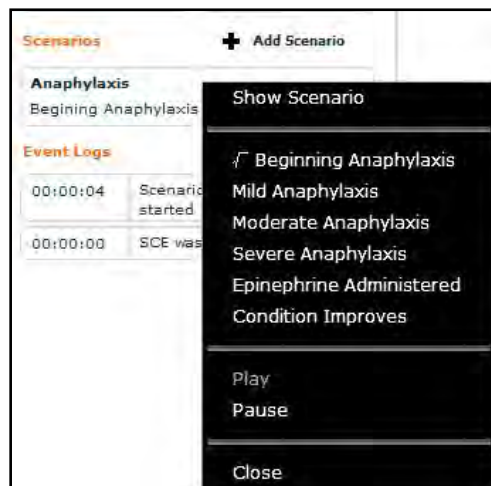 Scenarios
Add Scenario
Anaphylaxis
Begining Anaphylaxis
Event Logs
00:00:04
started
00:00:00
SCE was
Show Scenario
√ Beginning Anaphylaxis
Mild Anaphylaxis
Moderate Anaphylaxis
Severe Anaphylaxis
Epinephrine Administered
Condition Improves
Play
Pause
Close